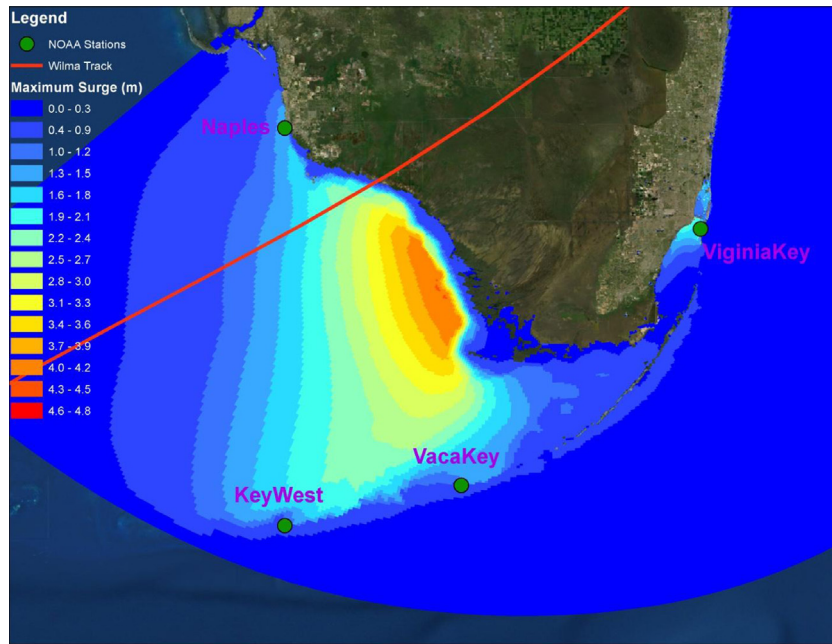 Legend
NOAA Stations
Wilma Track
Maximum Surge (m)
0.0 - 0.3
0.4 - 0.9
1.0 - 1.2
1.3 - 1.5
1.6 - 1.8
1.9 - 2.1
2.2 - 2.4
2.5 - 2.7
2.8 - 3.0
3.1 - 3.3
3.4 - 3.6
3.7 - 3.9
4.0 - 4.2
4.3 - 4.5
4.6 - 4.8
Naples
ViginiaKey
VacaKey
KeyWest